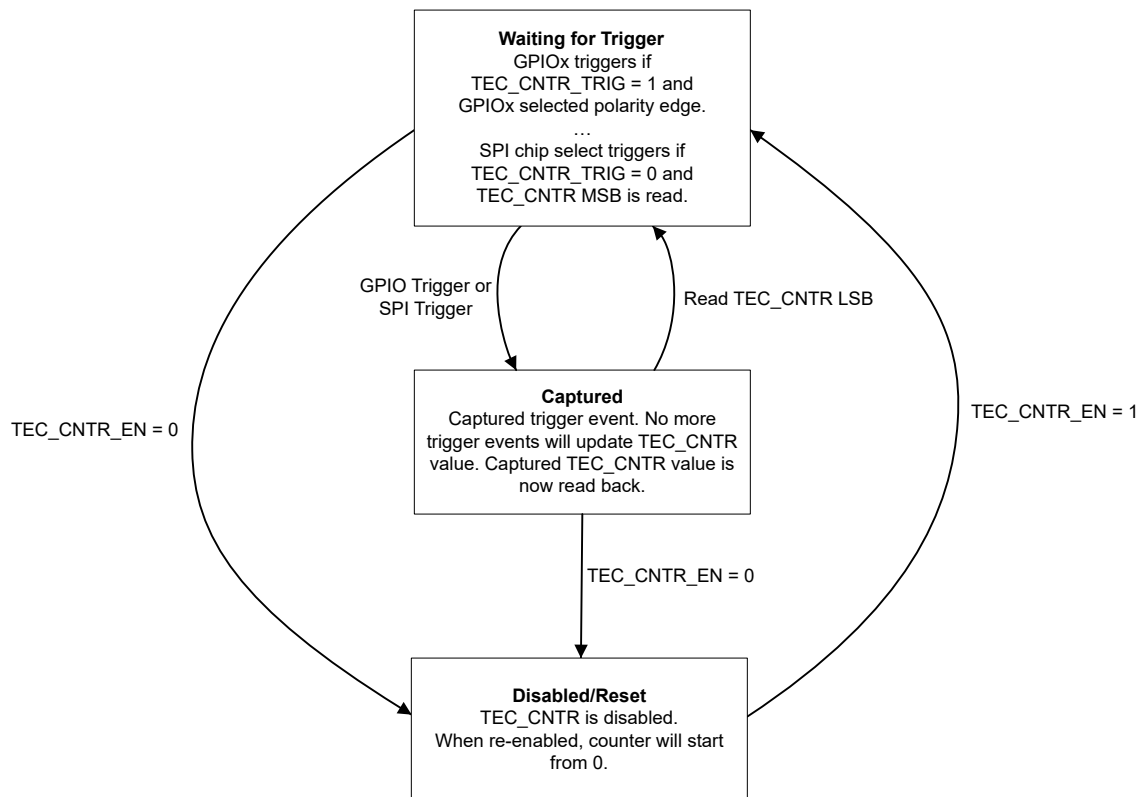 Waiting for Trigger
GPIOx triggers if
TEC_CNTR_TRIG = 1 and
GPIOx selected polarity edge.
…
SPI chip select triggers if
TEC_CNTR_TRIG = 0 and
TEC_CNTR MSB is read.
GPIO Trigger or
SPI Trigger
Read TEC_CNTR LSB
Captured
Captured trigger event. No more
trigger events will update TEC_CNTR
value. Captured TEC_CNTR value is
now read back.
TEC_CNTR_EN = 0
TEC_CNTR_EN = 1
TEC_CNTR_EN = 0
Disabled/Reset
TEC_CNTR is disabled.
When re-enabled, counter will start
from 0.